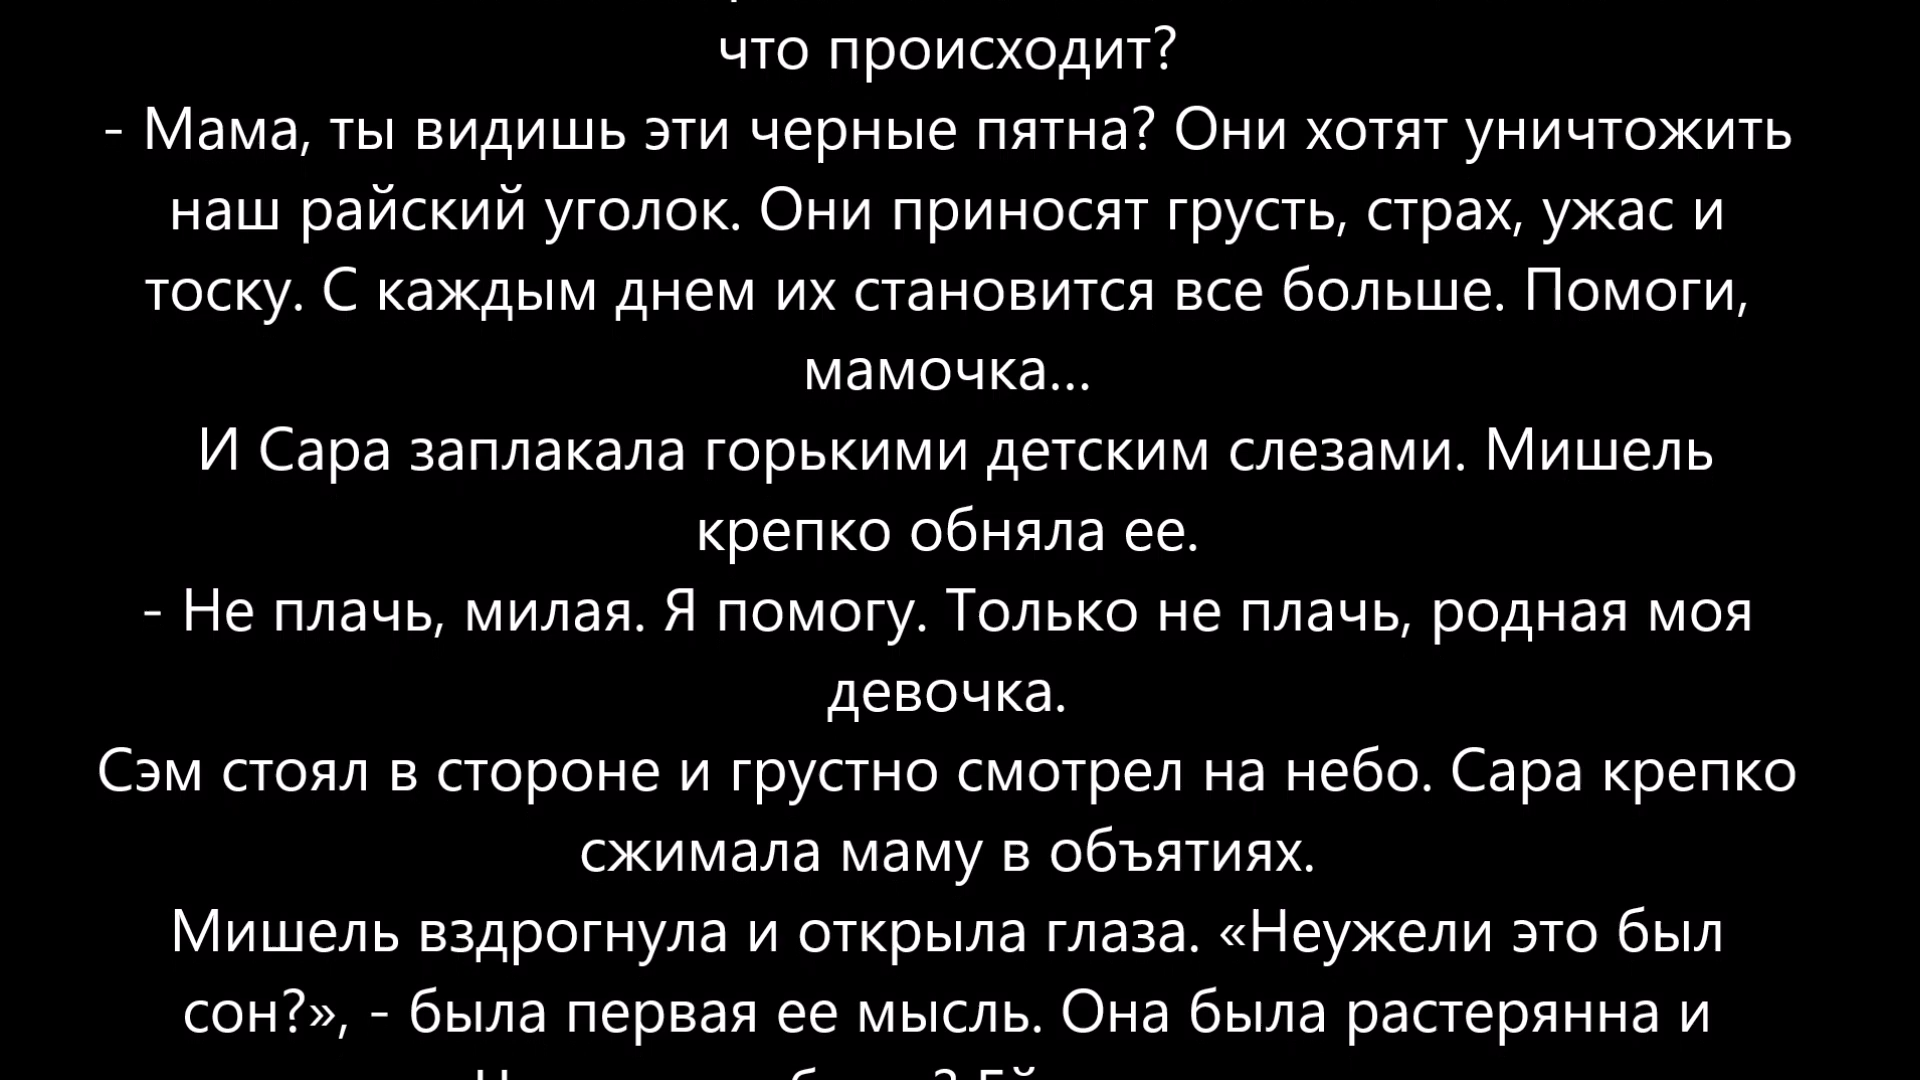 что происходит?
- Мама, ты видишь эти черные пятна? Они хотят уничтожить
наш райский уголок. Они приносят грусть, страх, ужас и
тоску. С каждым днем их становится все больше. Помоги,
мамочка...
И Сара заплакала горькими детским слезами. Мишель
крепко обняла ее.
- Не плачь, милая. Я помогу. Только не плачь, родная моя
девочка.
Сэм стоял в стороне и грустно смотрел на небо. Сара крепко
сжимала маму в объятиях.
Мишель вздрогнула и открыла глаза. «Неужели это был
сон?», - была первая ее мысль. Она была растерянна и